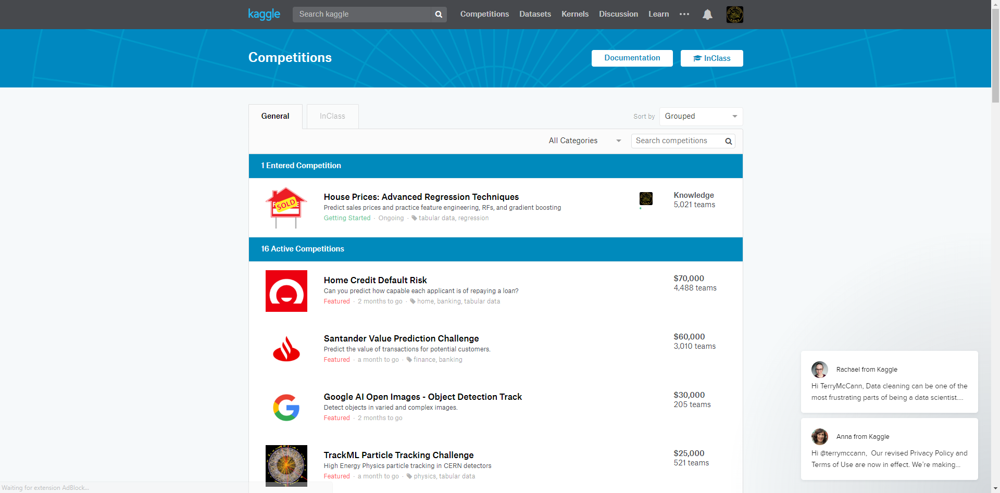 kaggle
Search kaggle
Competitions
Datasets
Kernels
Discussion
Learn
Competitions
Documentation
InClass
General
InClass
Sort by
Grouped
All Categories
Search competitions
1 Entered Competition
SOLD
House Prices: Advanced Regression Techniques
Predict sales prices and practice feature engineering, RFs, and gradient boosting
Getting Started · Ongoing · tabular data, regression
Knowledge
5,021 teams
16 Active Competitions
Home Credit Default Risk
Can you predict how capable each applicant is of repaying a loan?
Featured · 2 months to go · home, banking, tabular data
$70,000
4,488 teams
Santander Value Prediction Challenge
Predict the value of transactions for potential customers.
Featured · a month to go · finance, banking
$60,000
3,010 teams
Google AI Open Images - Object Detection Track
Detect objects in varied and complex images.
Featured · 2 months to go
$30,000
205 teams
TrackML Particle Tracking Challenge
High Energy Physics particle tracking in CERN detectors
Featured · a month to go · physics, tabular data
$25,000
521 teams
Rachael from Kaggle
Hi TerryMcCann, Data cleaning can be one of the
most frustrating parts of being a data scientist....
Anna from Kaggle
Hi @terrymccann, Our revised Privacy Policy and
Terms of Use are now in effect. We're making...
Waiting for extension AdBlock...